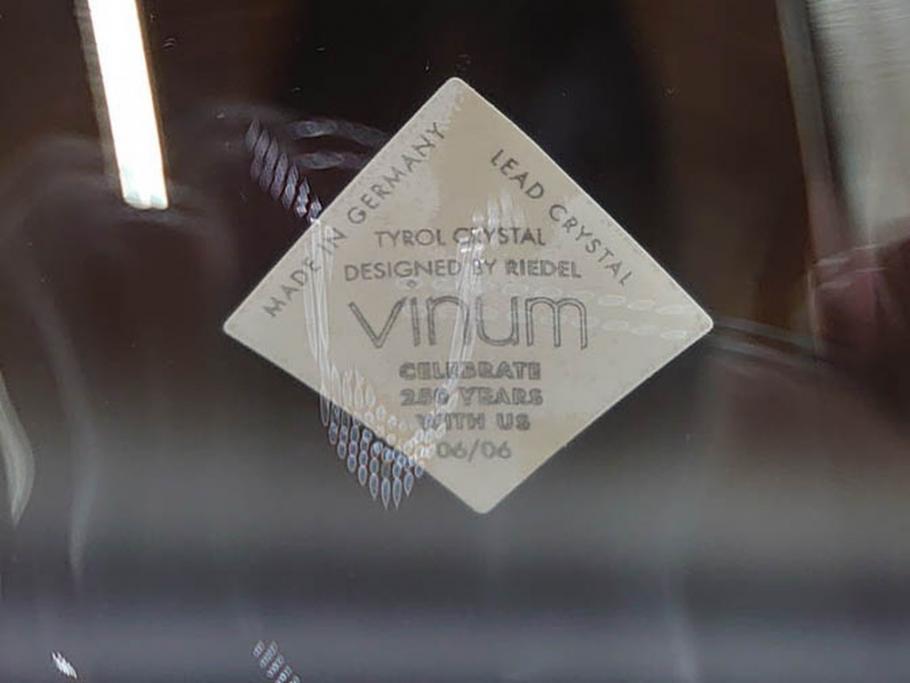 MADE IN GERMANY
LEAD CRYSTAL
TYROL CRYSTAL
DESIGNED BY RIEDEL
vinum
CELEBRATE
250 YEARS
WITH US
06/06